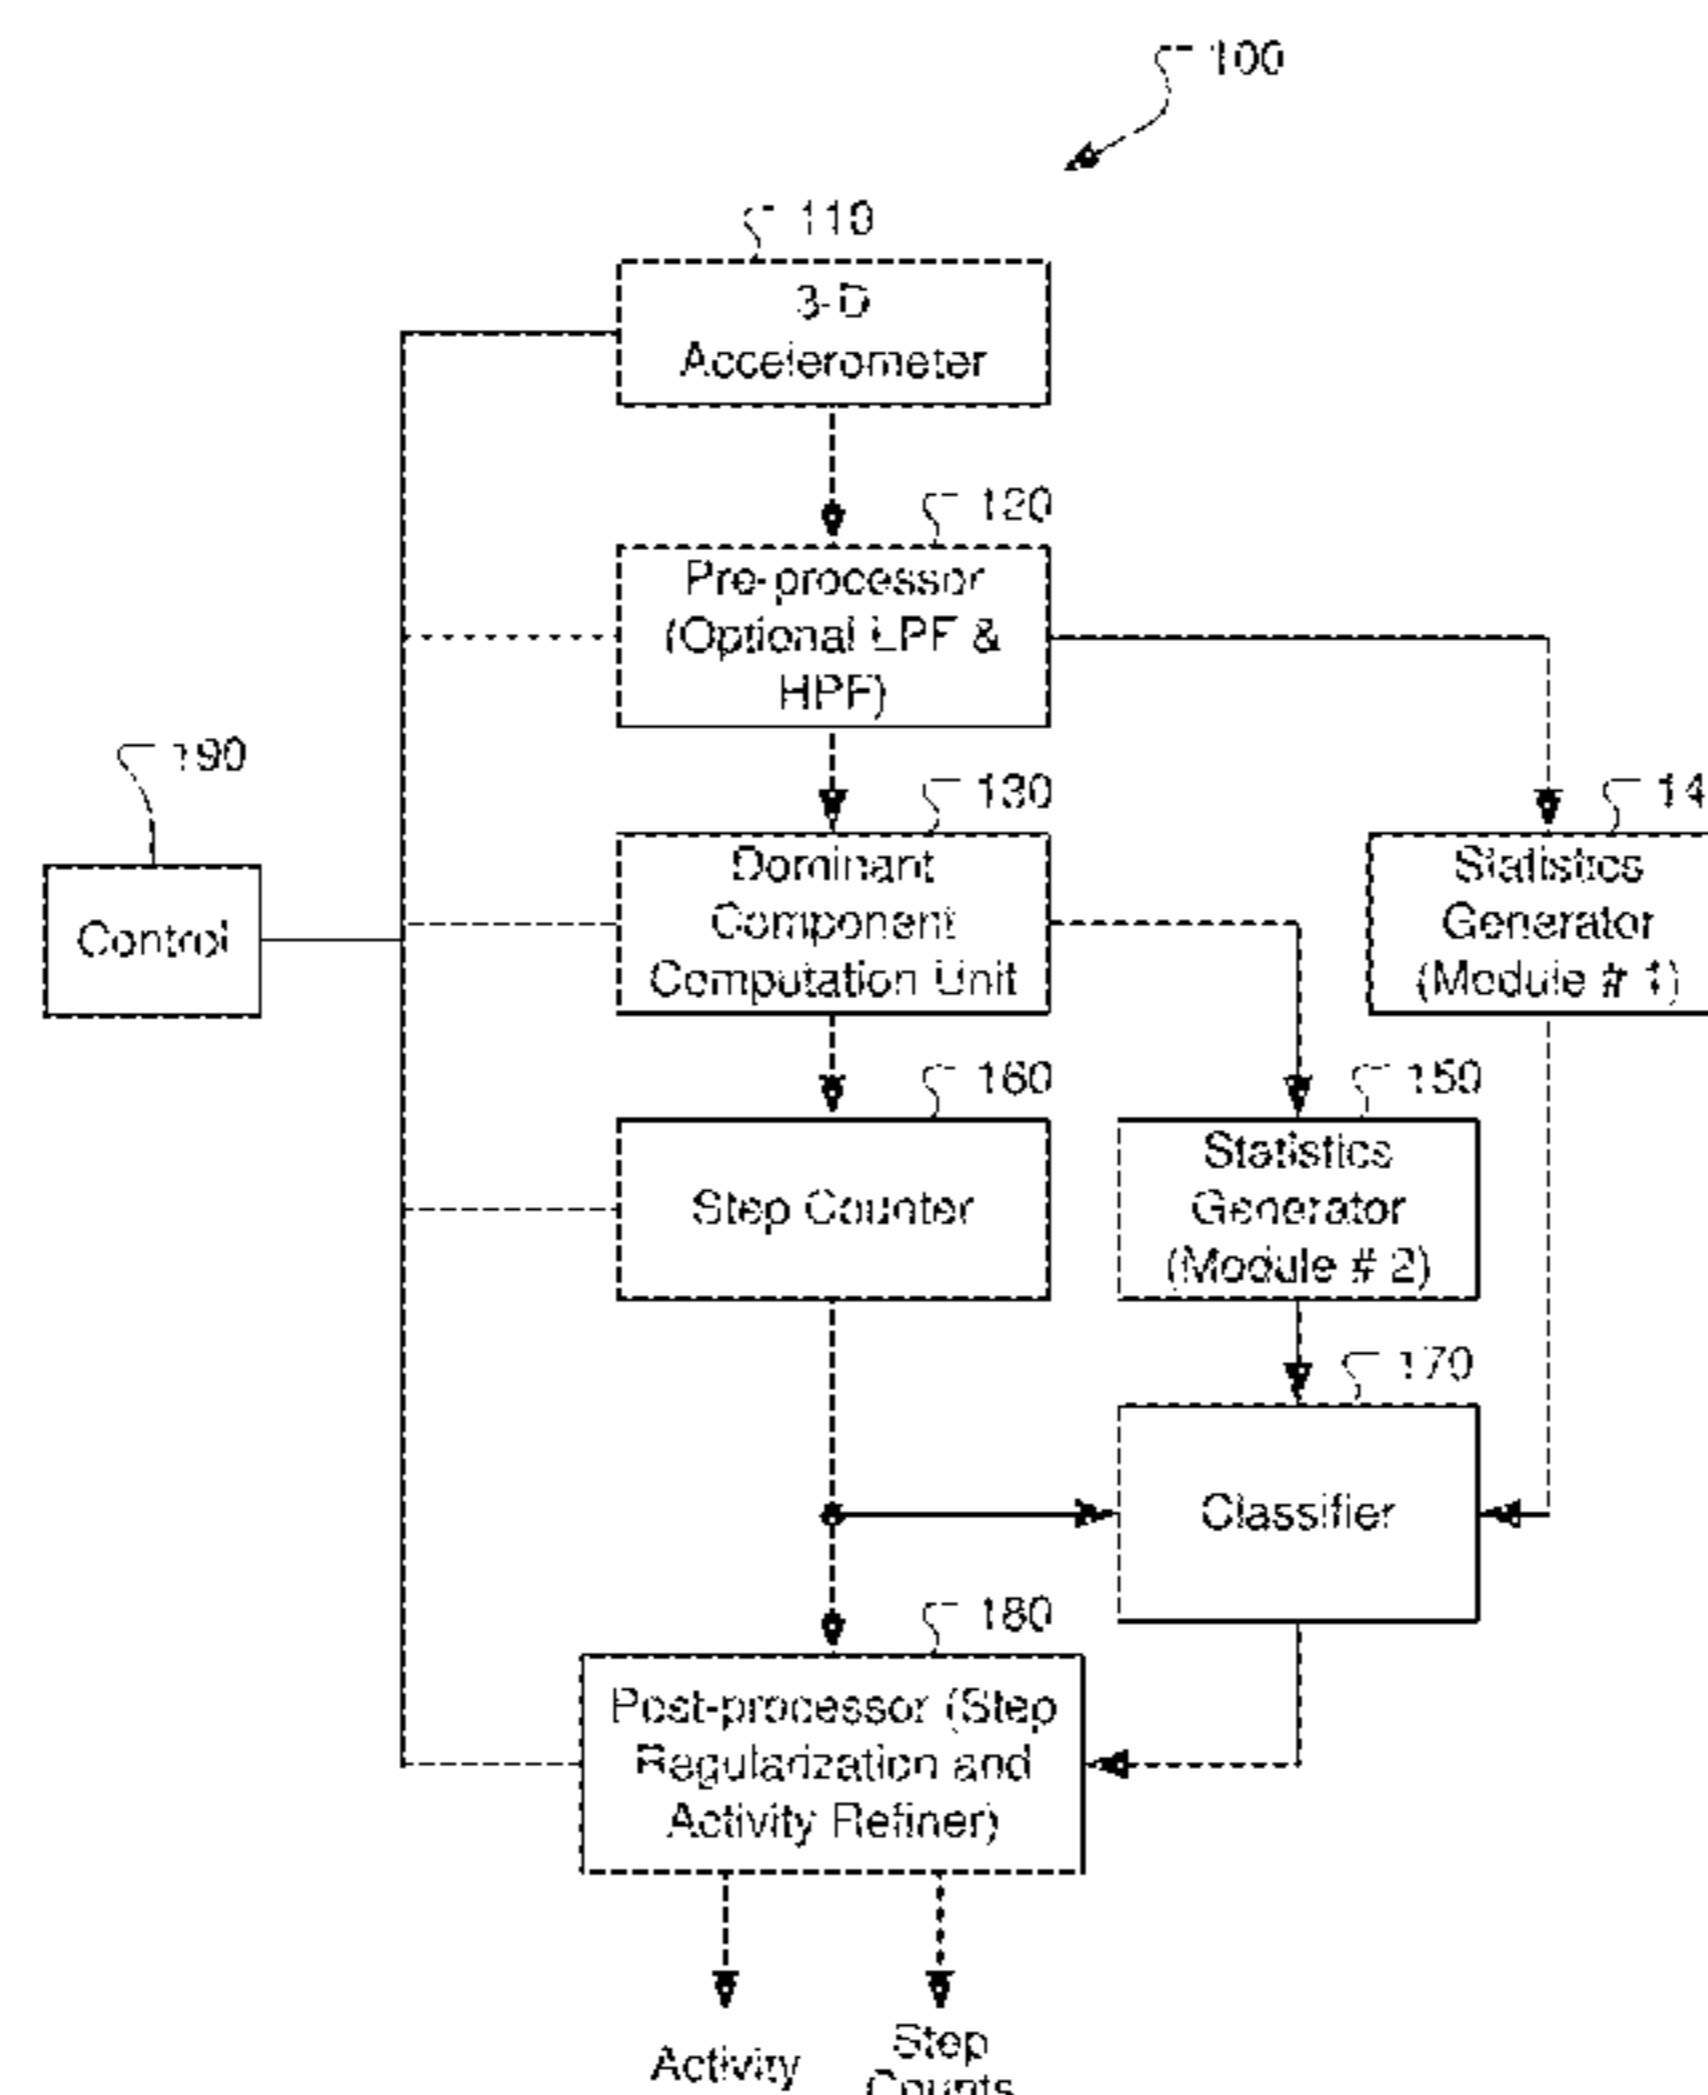 100
110
3-D
Accelerometer
120
Pre-processor
(Optional LPF &
HPF)
190
130
14
Control
Dominant
Component
Computation Unit
Statistics
Generator
(Module # 1)
160
150
Step Counter
Statistics
Generator
(Module # 2)
170
Classifier
180
Post-processor (Step
Regularization and
Activity Refiner)
Activity
Step
Counts